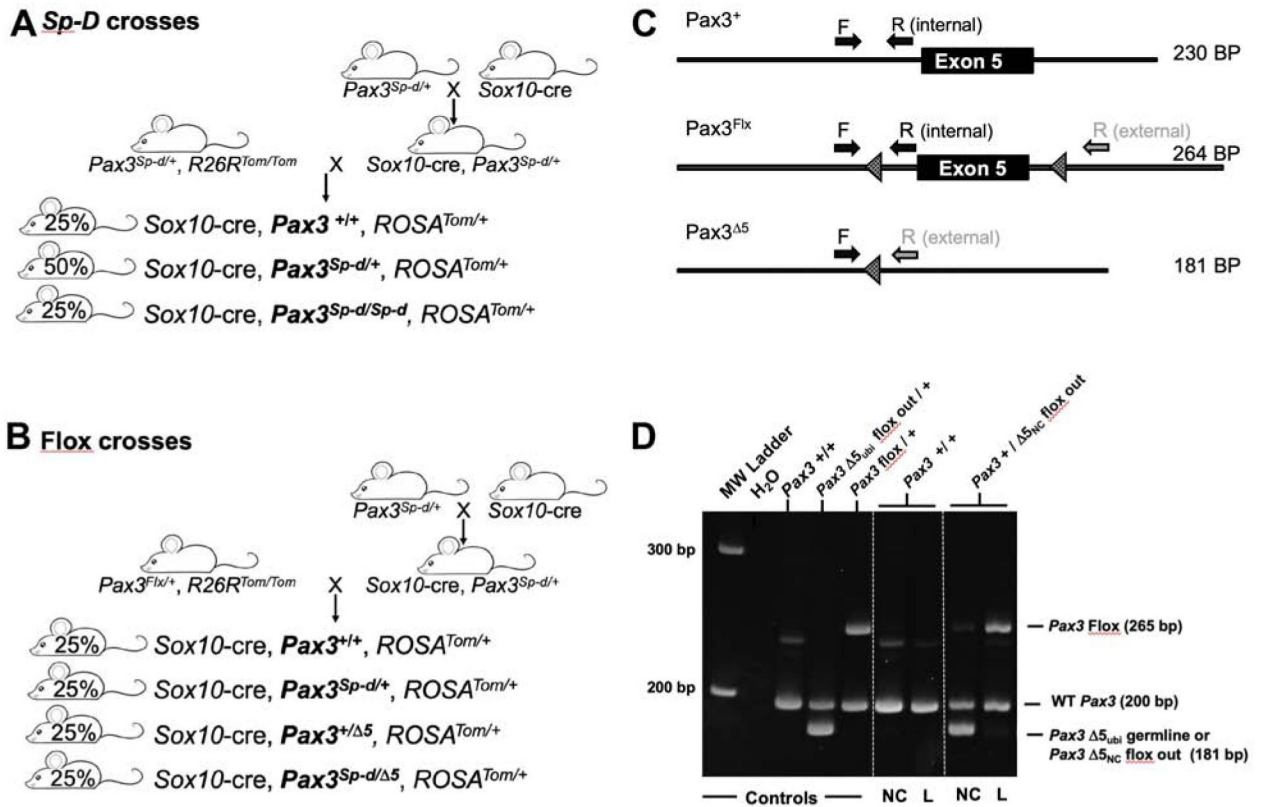 A Sp-D crosses
Pax3Sp-d/+ X Sox10-cre
Pax3Sp-d/+, R26RTom/Tom X Sox10-cre, Pax3Sp-d/+
25% Sox10-cre, Pax3 +/+, ROSATom/+
50% Sox10-cre, Pax3Sp-d/+, ROSATom/+
25% Sox10-cre, Pax3Sp-d/Sp-d, ROSATom/+
B Flox crosses
Pax3Sp-d/+ X Sox10-cre
Pax3Flx/+, R26RTom/Tom X Sox10-cre, Pax3Sp-d/+
25% Sox10-cre, Pax3+/+, ROSATom/+
25% Sox10-cre, Pax3Sp-d/+, ROSATom/+
25% Sox10-cre, Pax3+/Δ5, ROSATom/+
25% Sox10-cre, Pax3Sp-d/Δ5, ROSATom/+
C
Pax3+
F R (internal)
Exon 5
230 BP
Pax3Flx
F R (internal) R (external)
Exon 5
264 BP
Pax3Δ5
F R (external)
181 BP
D
MW Ladder
H2O
Pax3 +/+
Pax3 Δ5ubi flox out / +
Pax3 flox / +
Pax3 +/+
Pax3 + / Δ5NC flox out
300 bp
200 bp
Pax3 Flox (265 bp)
WT Pax3 (200 bp)
Pax3 Δ5ubi germline or
Pax3 Δ5NC flox out (181 bp)
Controls NC L NC L